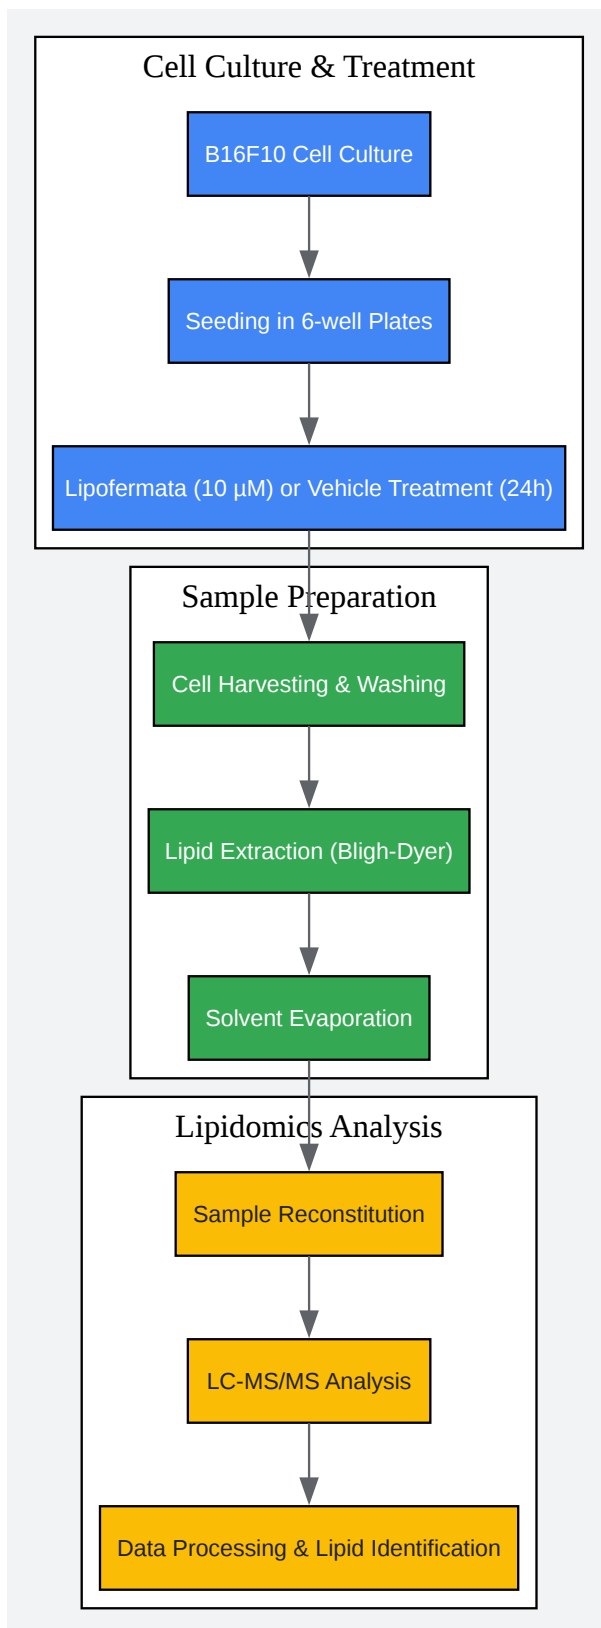 Cell Culture & Treatment
B16F10 Cell Culture
Seeding in 6-well Plates
Lipofermata (10 µM) or Vehicle Treatment (24h)
Sample Preparation
Cell Harvesting & Washing
Lipid Extraction (Bligh-Dyer)
Solvent Evaporation
Lipidomics Analysis
Sample Reconstitution
LC-MS/MS Analysis
Data Processing & Lipid Identification